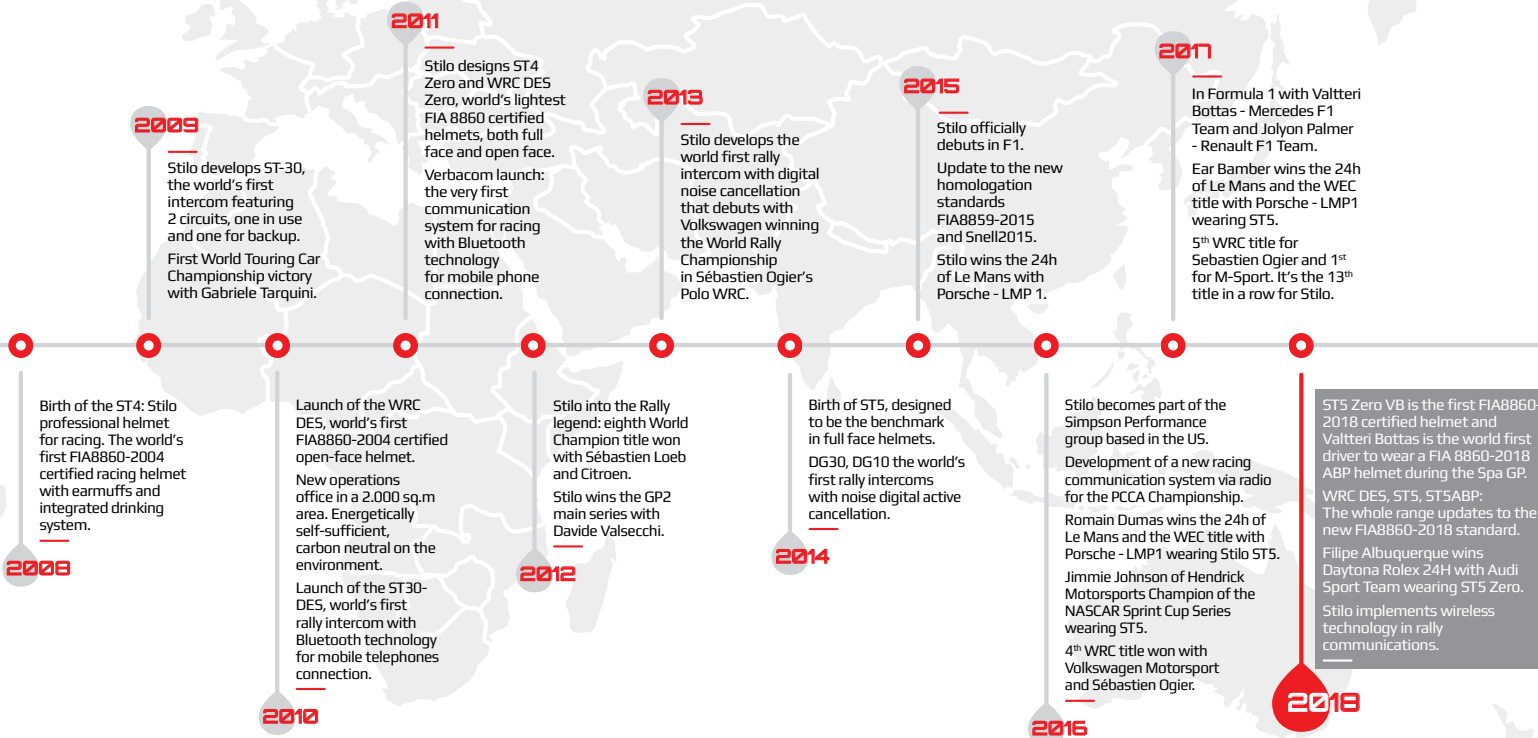 2008
Birth of the ST4: Stilo
professional helmet
for racing. The world's
first FIA8860-2004
certified racing helmet
with earmuffs and
integrated drinking
system.
2009
Stilo develops ST-30,
the world's first
intercom featuring
2 circuits, one in use
and one for backup.
First World Touring Car
Championship victory
with Gabriele Tarquini.
2010
Launch of the WRC
DES, world's first
FIA8860-2004 certified
open-face helmet.
New operations
office in a 2.000 sq.m
area. Energetically
self-sufficient,
carbon neutral on the
environment.
Launch of the ST30-
DES, world's first
rally intercom with
Bluetooth technology
for mobile telephones
connection.
2011
Stilo designs ST4
Zero and WRC DES
Zero, world's lightest
FIA 8860 certified
helmets, both full
face and open face.
Verbacom launch:
the very first
communication
system for racing
with Bluetooth
technology
for mobile phone
connection.
2012
Stilo into the Rally
legend: eighth World
Champion title won
with Sébastien Loeb
and Citroen.
Stilo wins the GP2
main series with
Davide Valsecchi.
2013
Stilo develops the
world first rally
intercom with digital
noise cancellation
that debuts with
Volkswagen winning
the World Rally
Championship
in Sébastien Ogier's
Polo WRC.
2014
Birth of ST5, designed
to be the benchmark
in full face helmets.
DG30, DG10 the world's
first rally intercoms
with noise digital active
cancellation.
2015
Stilo officially
debuts in F1.
Update to the new
homologation
standards
FIA8859-2015
and Snell2015.
Stilo wins the 24h
of Le Mans with
Porsche - LMP 1.
2016
Stilo becomes part of the
Simpson Performance
group based in the US.
Development of a new racing
communication system via radio
for the PCCA Championship.
Romain Dumas wins the 24h of
Le Mans and the WEC title with
Porsche - LMP1 wearing Stilo ST5.
Jimmie Johnson of Hendrick
Motorsports Champion of the
NASCAR Sprint Cup Series
wearing ST5.
4th WRC title won with
Volkswagen Motorsport
and Sébastien Ogier.
2017
In Formula 1 with Valtteri
Bottas - Mercedes F1
Team and Jolyon Palmer
- Renault F1 Team.
Ear Bamber wins the 24h
of Le Mans and the WEC
title with Porsche - LMP1
wearing ST5.
5th WRC title for
Sebastien Ogier and 1st
for M-Sport. It's the 13th
title in a row for Stilo.
2018
ST5 Zero VB is the first FIA8860-
2018 certified helmet and
Valtteri Bottas is the world first
driver to wear a FIA 8860-2018
ABP helmet during the Spa GP.
WRC DES, ST5, ST5ABP:
The whole range updates to the
new FIA8860-2018 standard.
Filipe Albuquerque wins
Daytona Rolex 24H with Audi
Sport Team wearing ST5 Zero.
Stilo implements wireless
technology in rally
communications.